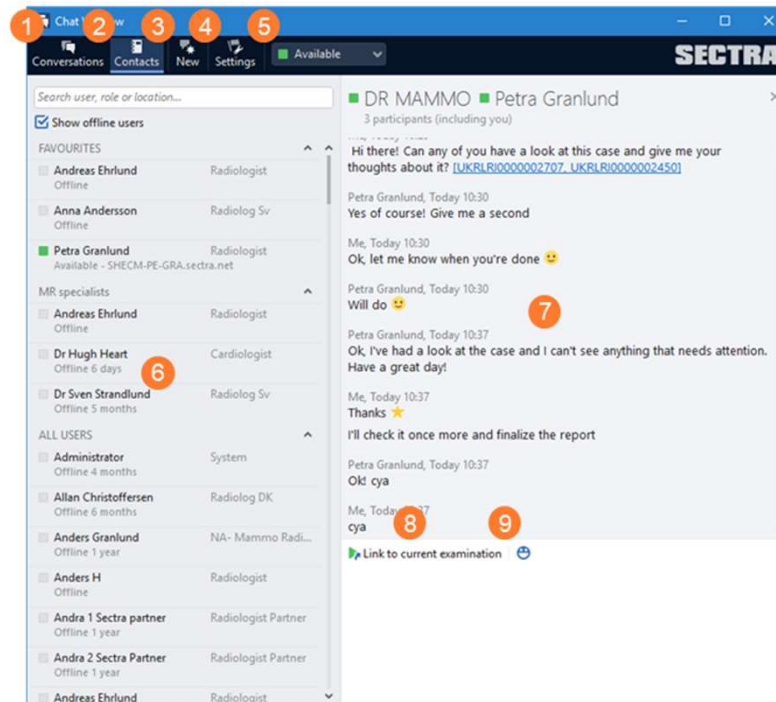 1 2 3 4 5
Chat
Conversations Contacts New Settings Available SECTRA
Search user, role or location...
Show offline users
FAVOURITES
Andreas Ehrlund Radiologist
Offline
Anna Andersson Radiolog Sv
Offline
Petra Granlund Radiologist
Available - SHECM-PE-GRA.sectra.net
MR specialists
Andreas Ehrlund Radiologist
Offline
Dr Hugh Heart Cardiologist
Offline 6 days
6
Dr Sven Strandlund Radiolog Sv
Offline 5 months
ALL USERS
Administrator System
Offline 4 months
Allan Christoffersen Radiolog DK
Offline 6 months
Anders Granlund NA- Mammo Radi...
Offline 1 year
Anders H Radiologist
Offline
Andra 1 Sectra partner Radiologist Partner
Offline 1 year
Andra 2 Sectra Partner Radiologist Partner
Offline 1 year
Andreas Ehrlund Radiologist
DR MAMMO Petra Granlund
3 participants (including you)
Hi there! Can any of you have a look at this case and give me your
thoughts about it? [UKRLRI0000002707, UKRLRI0000002450]
Petra Granlund, Today 10:30
Yes of course! Give me a second
Me, Today 10:30
Ok, let me know when you're done
Petra Granlund, Today 10:30
Will do
7
Petra Granlund, Today 10:37
Ok, I've had a look at the case and I can't see anything that needs attention.
Have a great day!
Me, Today 10:37
Thanks
I'll check it once more and finalize the report
Petra Granlund, Today 10:37
Ok! cya
Me, Today
cya
8 9
Link to current examination